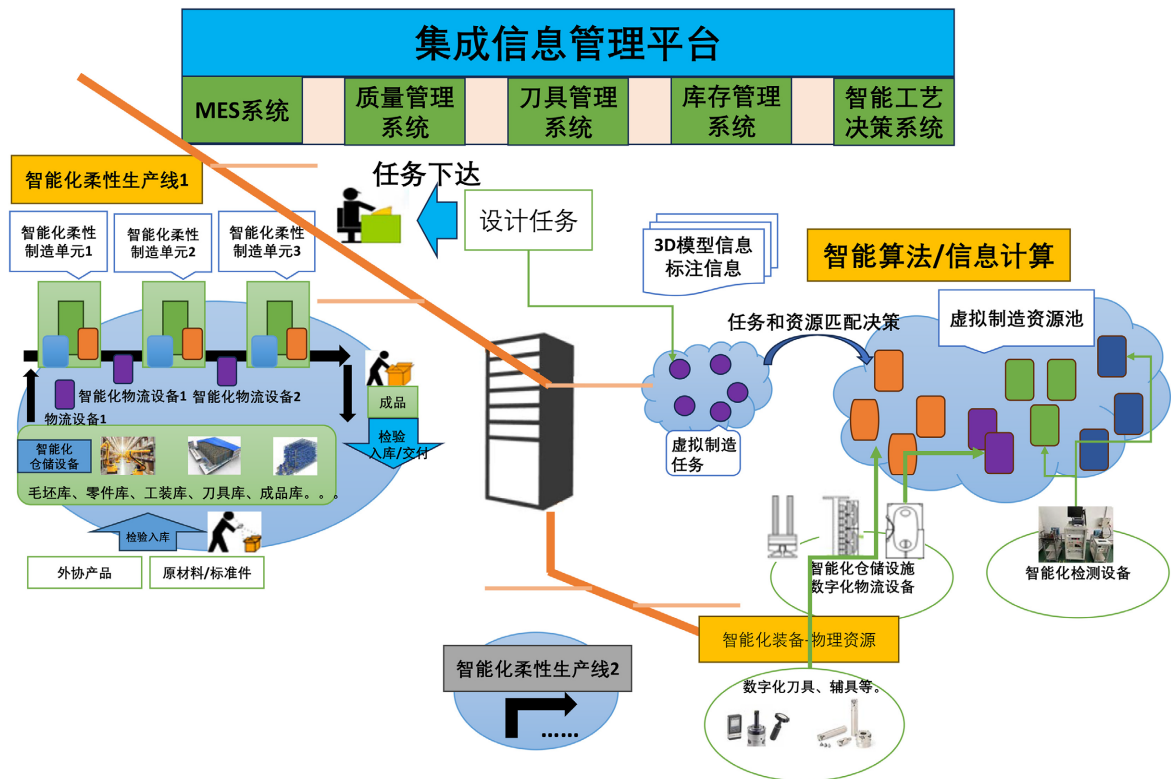 集成信息管理平台
MES系统
质量管理
系统
刀具管理
系统
库存管理
系统
智能工艺
决策系统
智能化柔性生产线1
任务下达
设计任务
智能化柔性
制造单元1
智能化柔性
制造单元2
智能化柔性
制造单元3
3D模型信息
标注信息
智能算法/信息计算
任务和资源匹配决策
虚拟制造资源池
智能化物流设备1
智能化物流设备2
物流设备1
成品
检验
入库/交付
虚拟制造
任务
智能化
仓储设备
毛坯库、零件库、工装库、刀具库、成品库。。。
检验入库
外协产品
原材料/标准件
智能化仓储设施
数字化物流设备
智能化检测设备
智能化装备-物理资源
智能化柔性生产线2
……
数字化刀具、辅具等。